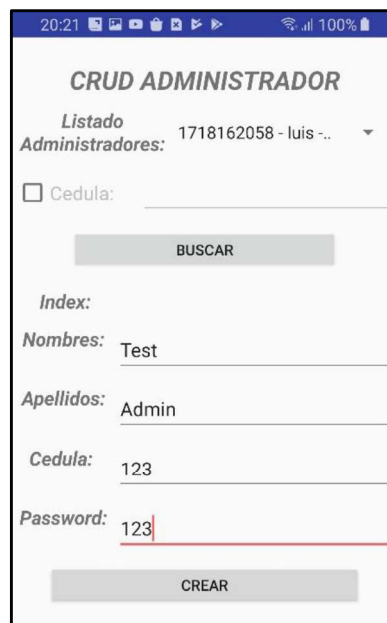 20:21 100%
CRUD ADMINISTRADOR
Listado
Administradores: 1718162058 - luis -..
Cedula:
BUSCAR
Index:
Nombres: Test
Apellidos: Admin
Cedula: 123
Password: 123
CREAR